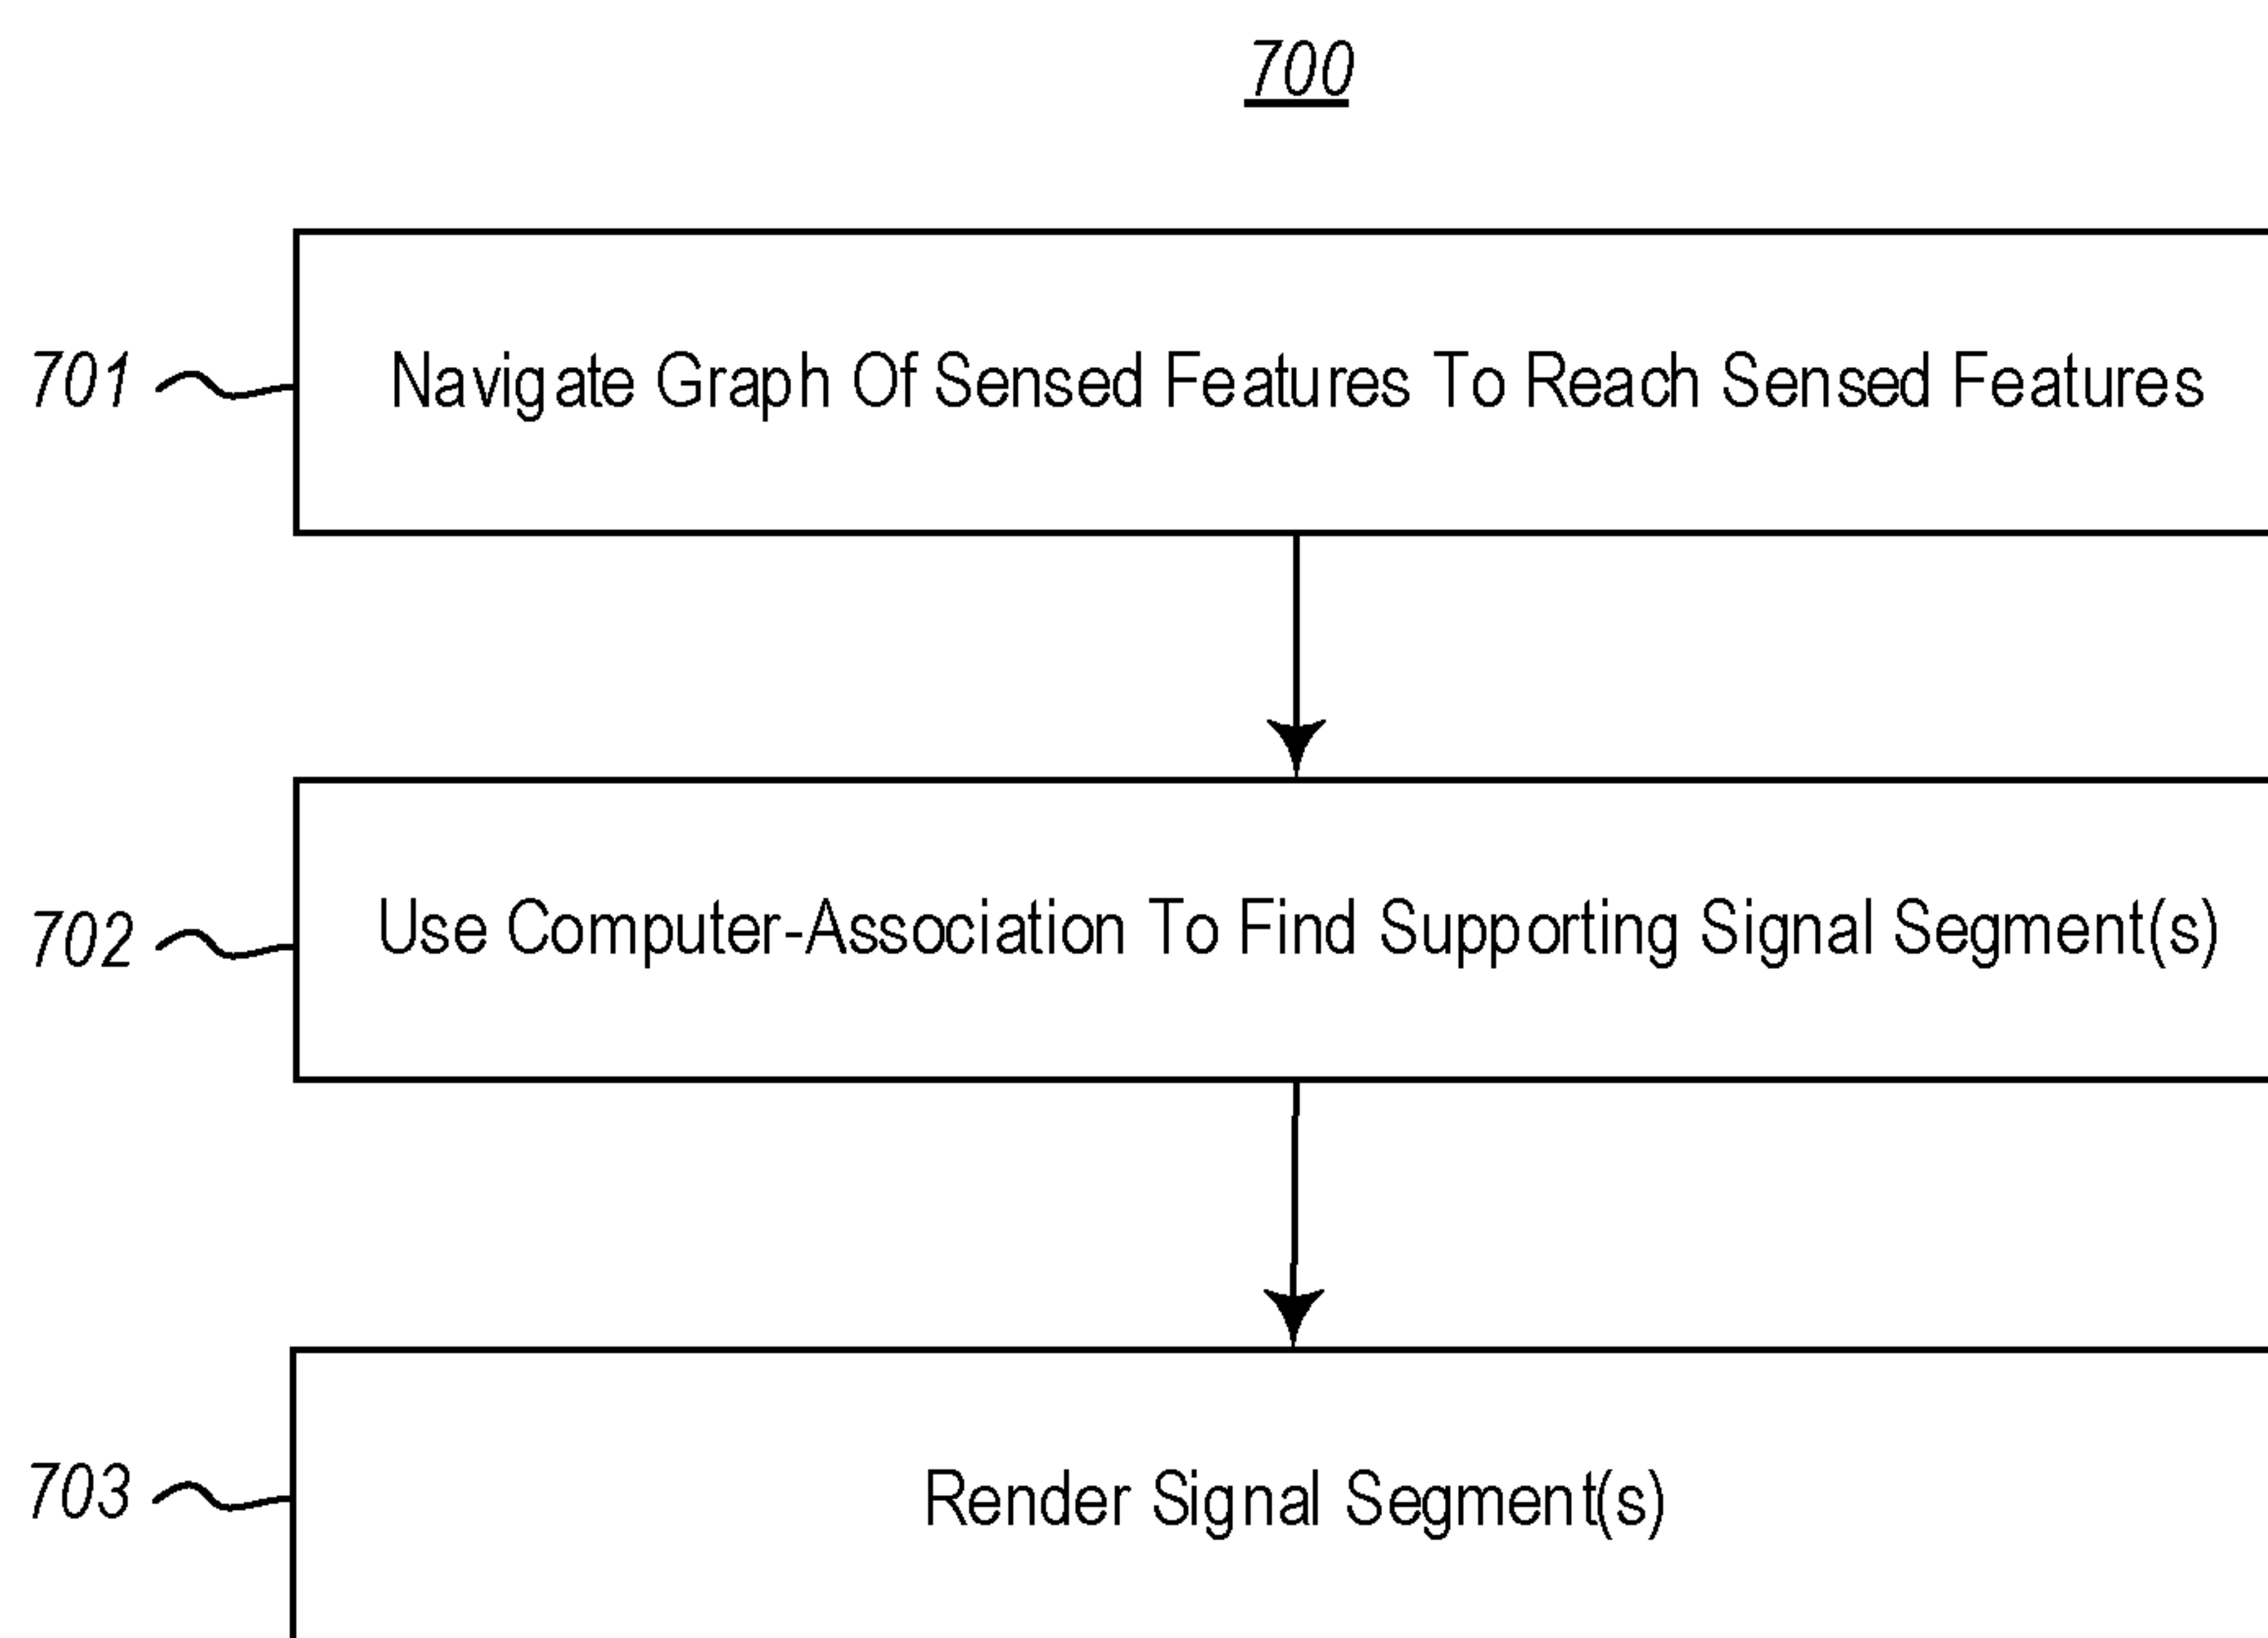 700
701 Navigate Graph Of Sensed Features To Reach Sensed Features
702 Use Computer-Association To Find Supporting Signal Segment(s)
703 Render Signal Segment(s)